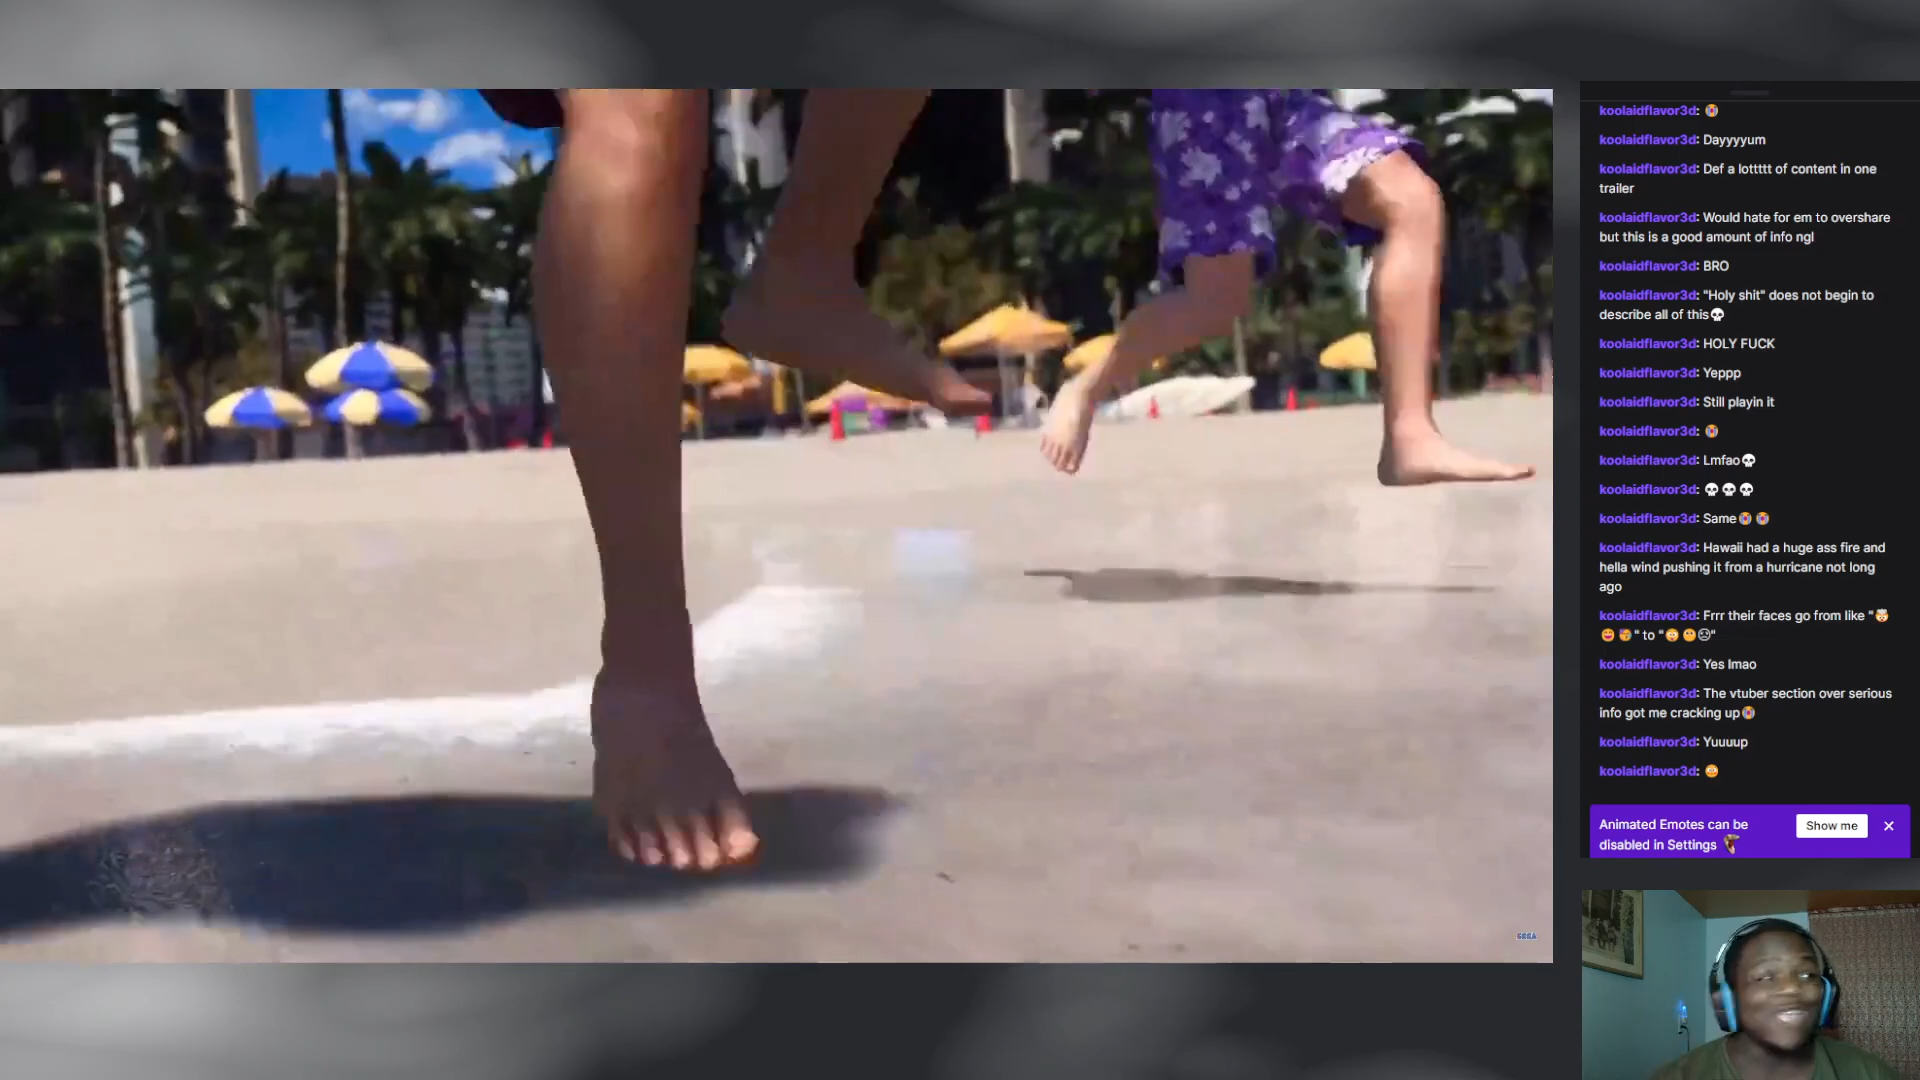 koolaidflavor3d: 😭
koolaidflavor3d: Dayyyyum
koolaidflavor3d: Def a lottttt of content in one
trailer
koolaidflavor3d: Would hate for em to overshare
but this is a good amount of info ngl
koolaidflavor3d: BRO
koolaidflavor3d: "Holy shit" does not begin to
describe all of this💀
koolaidflavor3d: HOLY FUCK
koolaidflavor3d: Yeppp
koolaidflavor3d: Still playin it
koolaidflavor3d: 😭
koolaidflavor3d: Lmfao💀
koolaidflavor3d: 💀💀💀
koolaidflavor3d: Same😭😭
koolaidflavor3d: Hawaii had a huge ass fire and
hella wind pushing it from a hurricane not long
ago
koolaidflavor3d: Frrr their faces go from like "🤯
😆🥳" to "😳😶😨"
koolaidflavor3d: Yes lmao
koolaidflavor3d: The vtuber section over serious
info got me cracking up😭
koolaidflavor3d: Yuuuup
koolaidflavor3d: 😳
Animated Emotes can be
disabled in Settings
Show me
SEGA